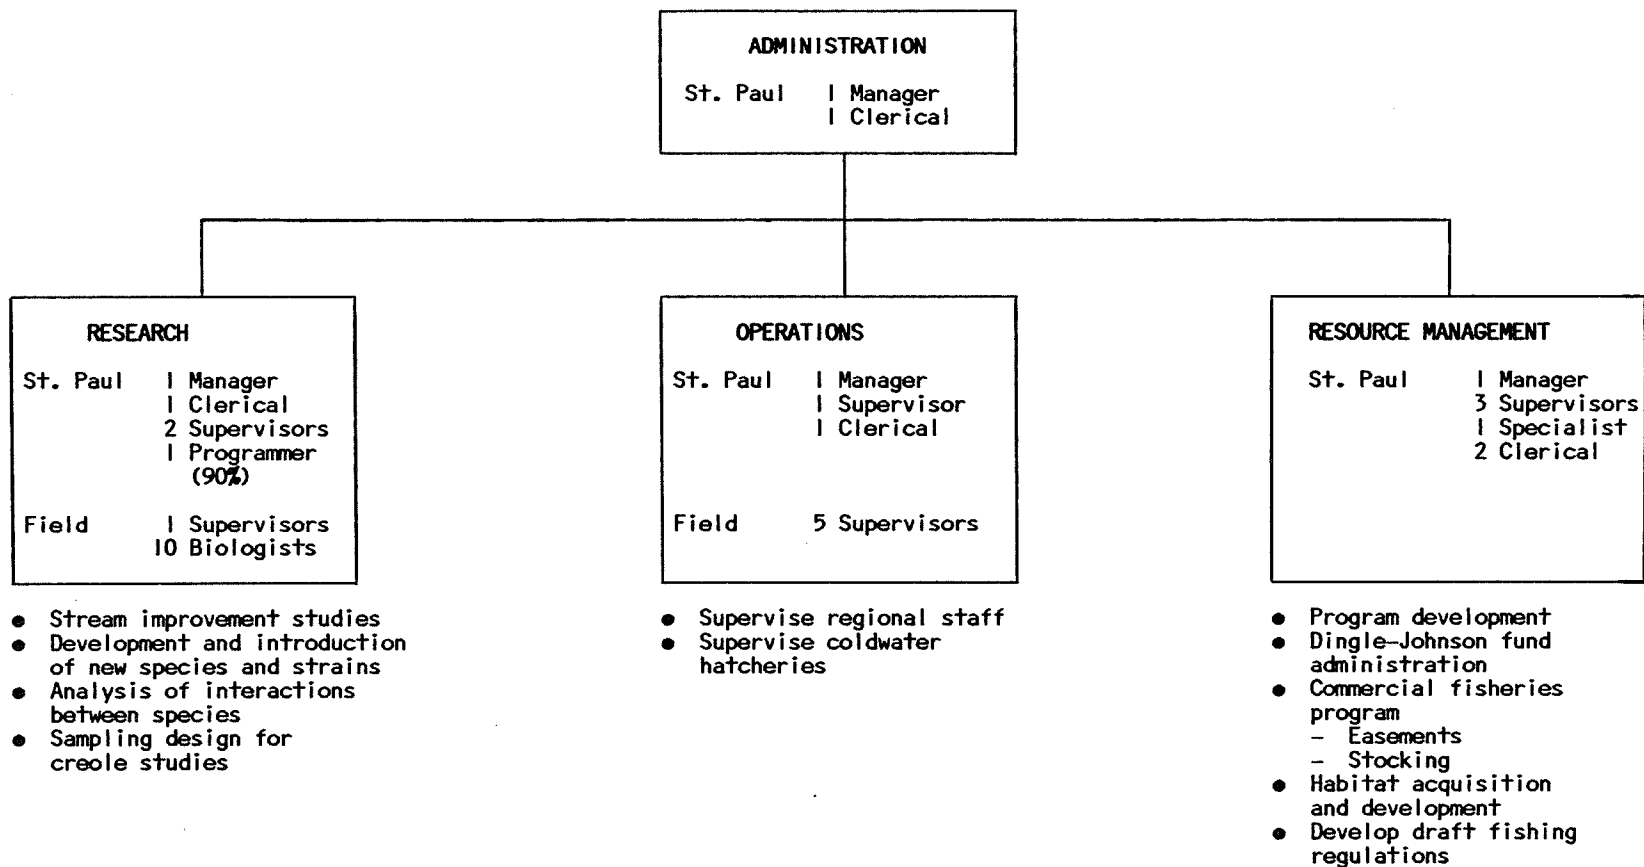 ADMINISTRATION
St. Paul 1 Manager
1 Clerical
RESEARCH
St. Paul 1 Manager
1 Clerical
2 Supervisors
1 Programmer
(90%)
Field 1 Supervisors
10 Biologists
● Stream improvement studies
● Development and introduction
of new species and strains
● Analysis of interactions
between species
● Sampling design for
creole studies
OPERATIONS
St. Paul 1 Manager
1 Supervisor
1 Clerical
Field 5 Supervisors
● Supervise regional staff
● Supervise coldwater
hatcheries
RESOURCE MANAGEMENT
St. Paul 1 Manager
3 Supervisors
1 Specialist
2 Clerical
● Program development
● Dingle-Johnson fund
administration
● Commercial fisheries
program
- Easements
- Stocking
● Habitat acquisition
and development
● Develop draft fishing
regulations